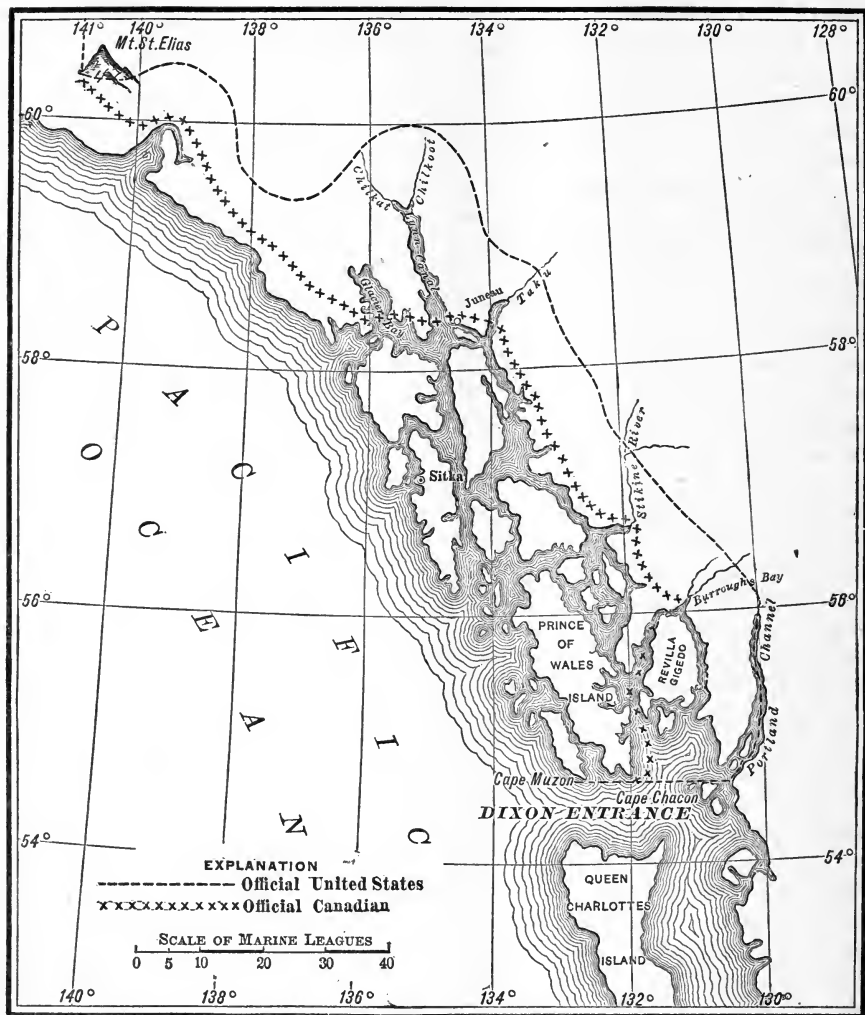 141° 140° 138° 136° 134° 132° 130° 128°
Mt.St.Elias
60° 60°
Chilkat
Chilkoot
Lynn Canal
Glacier Bay
Juneau
Taku
58° 58°
Stikine River
Sitka
Burroughs Bay
56° 56°
PRINCE
OF
WALES
ISLAND
REVILLA
GIGEDO
Portland Channel
Cape Muzon
Cape Chacon
DIXON ENTRANCE
PACIFIC
OCEAN
54° 54°
QUEEN
CHARLOTTES
ISLAND
EXPLANATION
Official United States
Official Canadian
SCALE OF MARINE LEAGUES
0 5 10 20 30 40
140° 138° 136° 134° 132° 130°